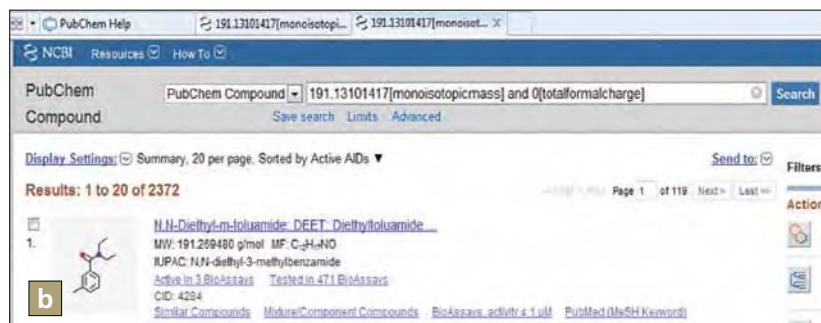 PubChem Help 191.13101417[monoisotopi... 191.13101417[monoisot... X
NCBI Resources How To
PubChem
Compound
PubChem Compound 191.13101417[monoisotopicmass] and 0[totalformalcharge] Search
Save search Limits Advanced
Display Settings: Summary, 20 per page, Sorted by Active AIDs Send to: Filters
Results: 1 to 20 of 2372 Page 1 of 119 Next > Last >>
Action
1.
N,N-Diethyl-m-toluamide; DEET; Diethyltoluamide ...
MW: 191.269480 g/mol MF: C₁₂H₁₇NO
IUPAC: N,N-diethyl-3-methylbenzamide
Active in 3 BioAssays Tested in 471 BioAssays
CID: 4284
Similar Compounds Mixture/Component Compounds BioAssays, activity ≤ 1 uM PubMed (MeSH Keyword)
b